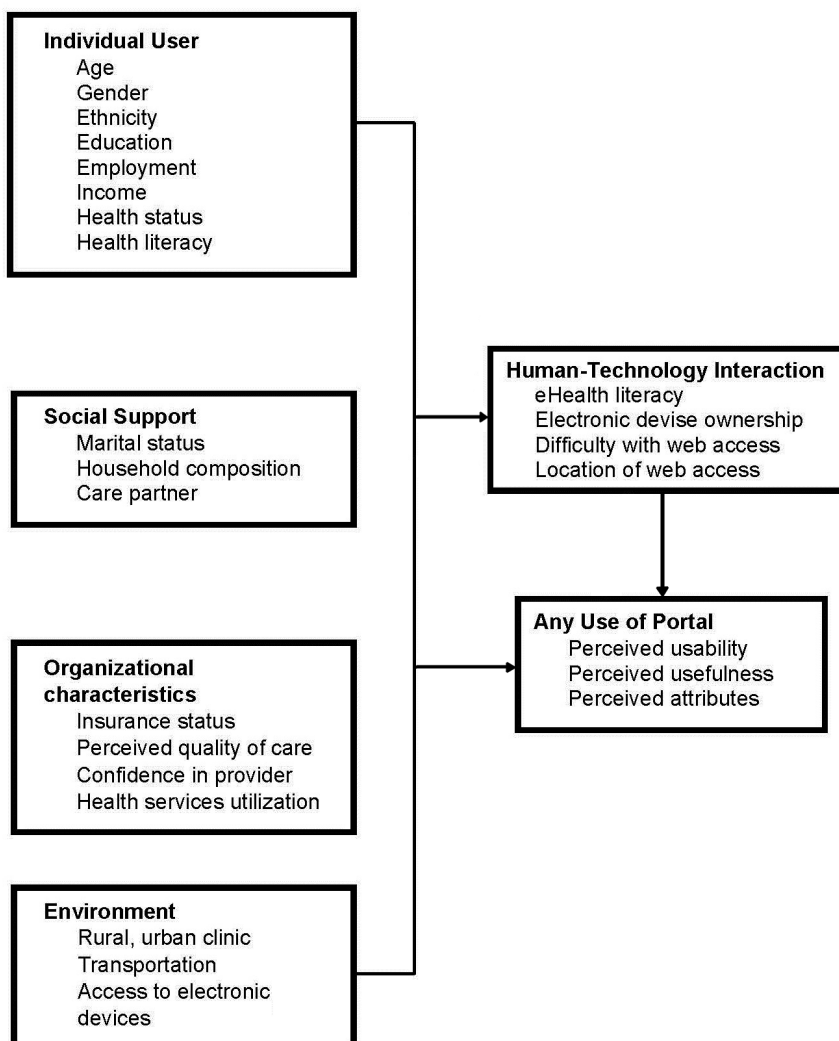 Individual User
Age
Gender
Ethnicity
Education
Employment
Income
Health status
Health literacy
Social Support
Marital status
Household composition
Care partner
Organizational
characteristics
Insurance status
Perceived quality of care
Confidence in provider
Health services utilization
Environment
Rural, urban clinic
Transportation
Access to electronic
devices
Human-Technology Interaction
eHealth literacy
Electronic devise ownership
Difficulty with web access
Location of web access
Any Use of Portal
Perceived usability
Perceived usefulness
Perceived attributes